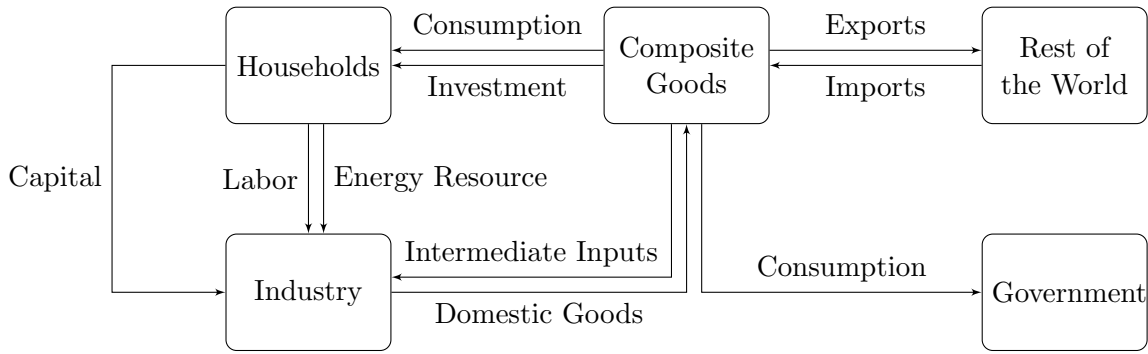 Consumption
Exports
Households
Composite
Goods
Rest of
the World
Investment
Imports
Capital
Labor
Energy Resource
Intermediate Inputs
Consumption
Industry
Government
Domestic Goods